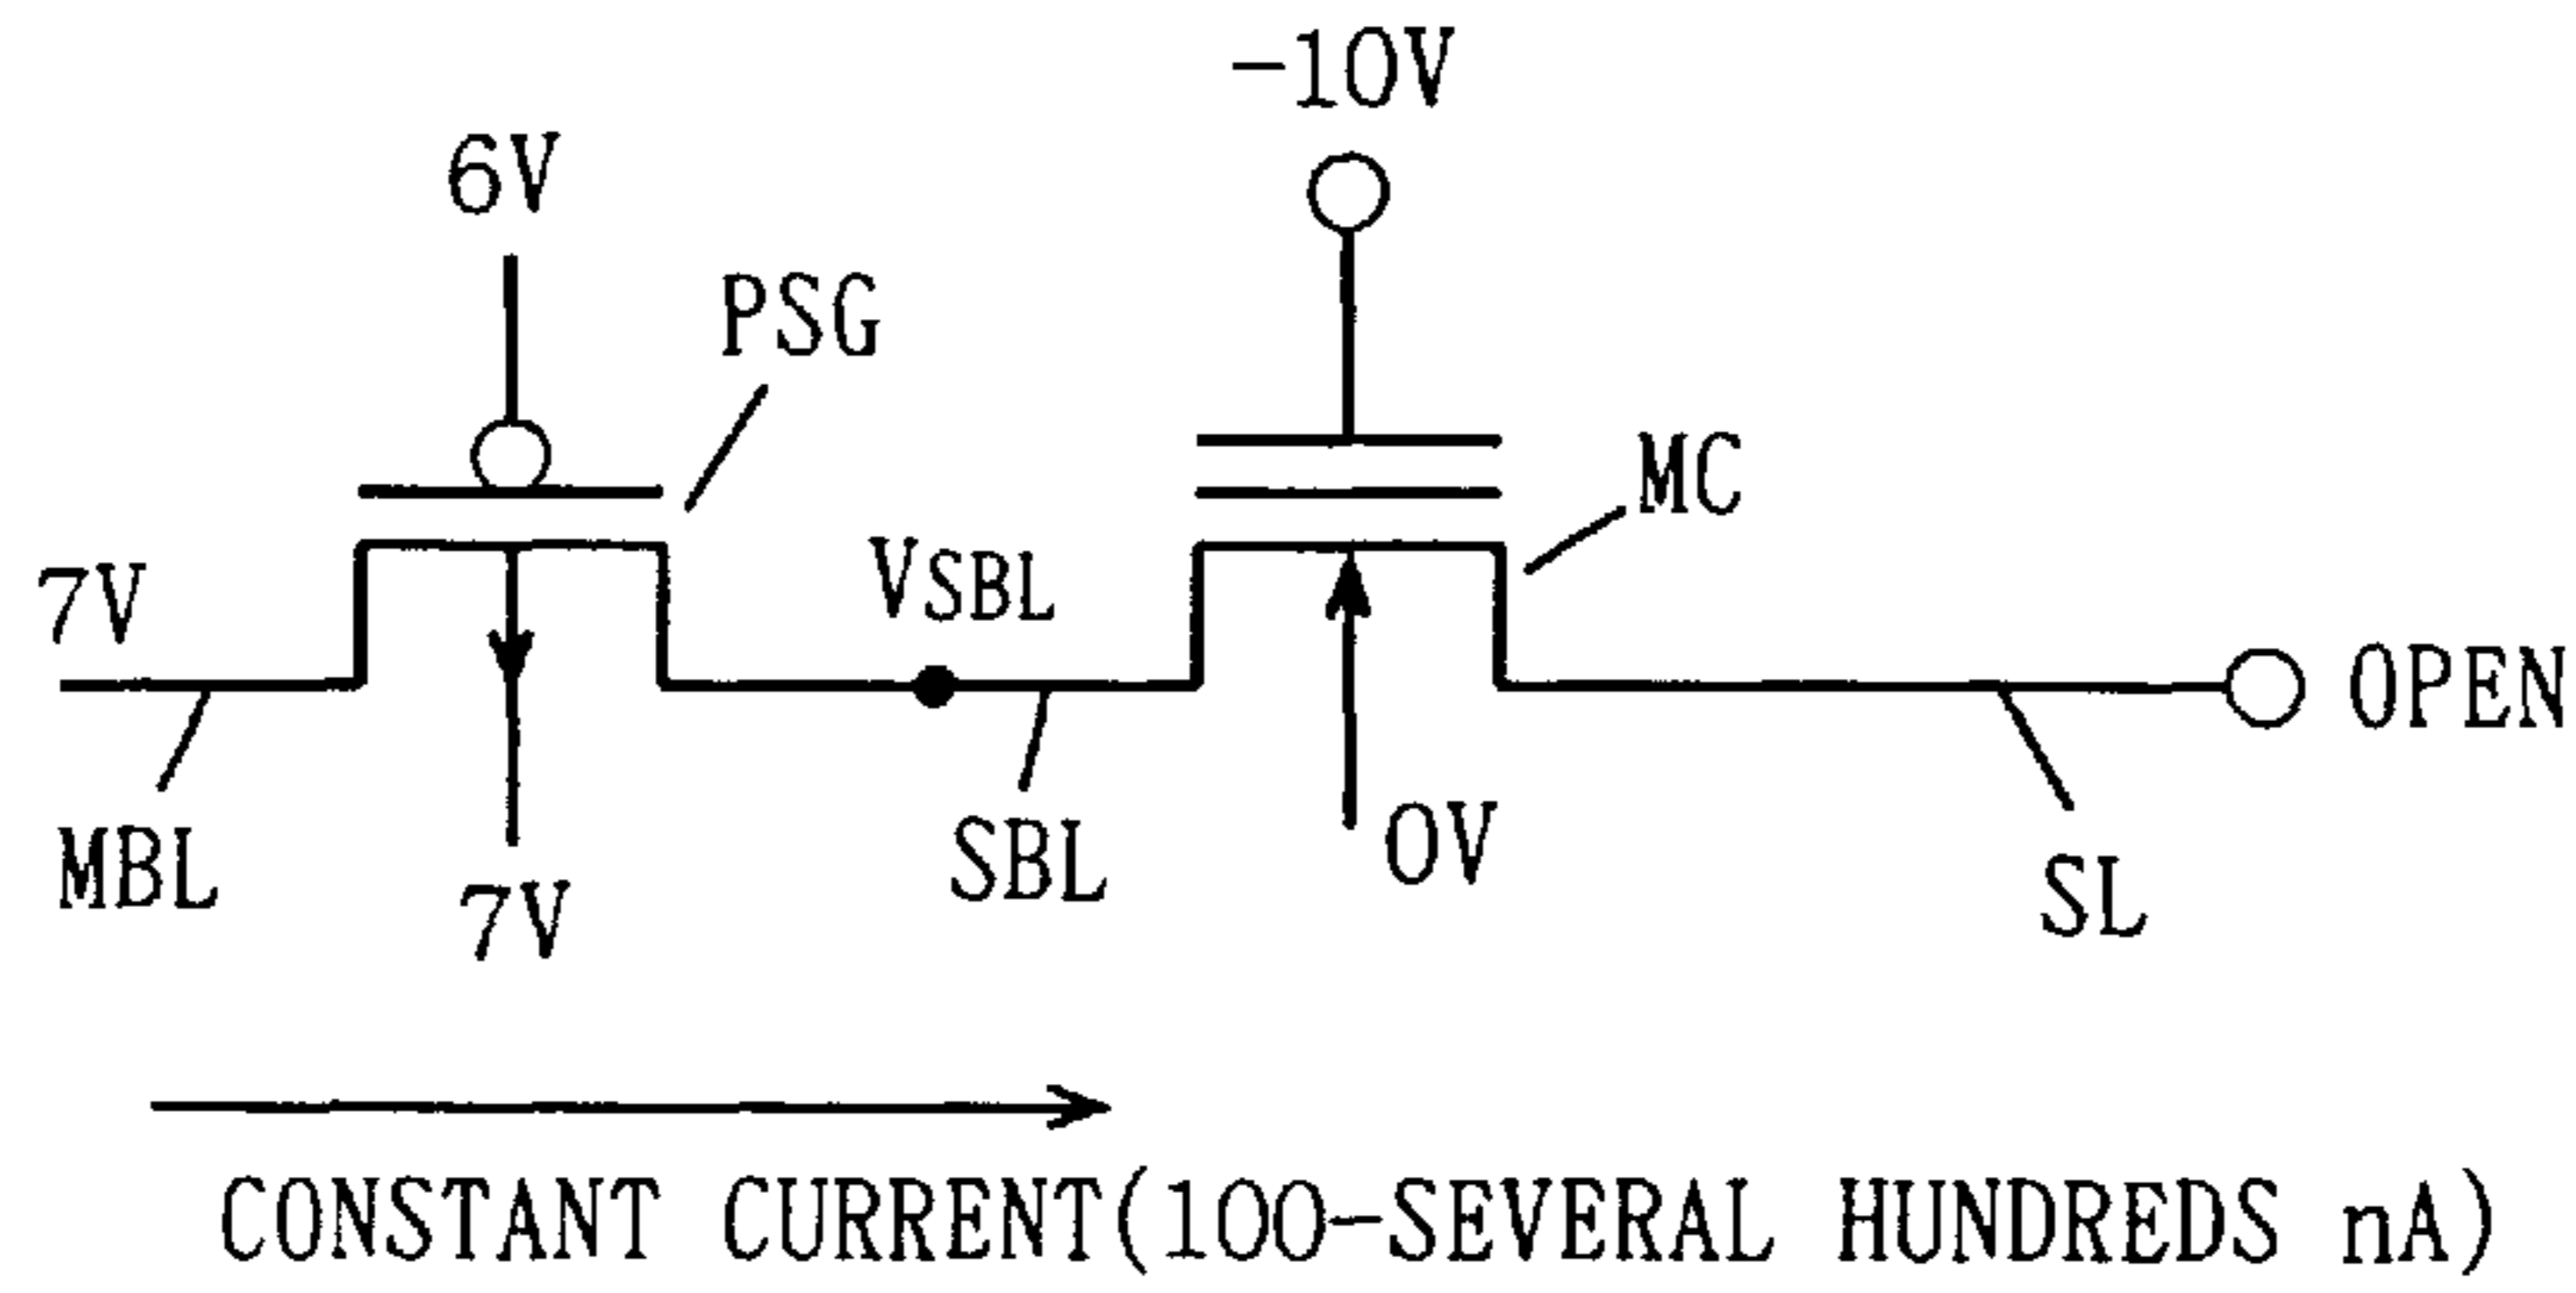 -10V
6V
PSG
MC
7V
VSBL
OPEN
MBL
SBL
0V
7V
SL
CONSTANT CURRENT(100-SEVERAL HUNDREDS nA)